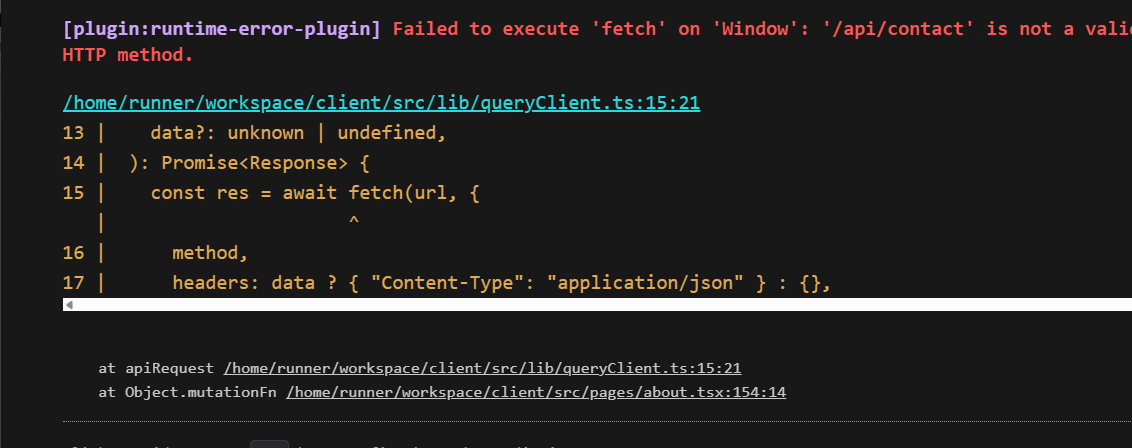 [plugin:runtime-error-plugin] Failed to execute 'fetch' on 'Window': '/api/contact' is not a
HTTP method.
/home/runner/workspace/client/src/lib/queryClient.ts:15:21
13 |    data?: unknown | undefined,
14 |  ): Promise<Response> {
15 |    const res = await fetch(url, {
   |                      ^
16 |      method,
17 |      headers: data ? { "Content-Type": "application/json" } : {},
at apiRequest /home/runner/workspace/client/src/lib/queryClient.ts:15:21
at Object.mutationFn /home/runner/workspace/client/src/pages/about.tsx:154:14